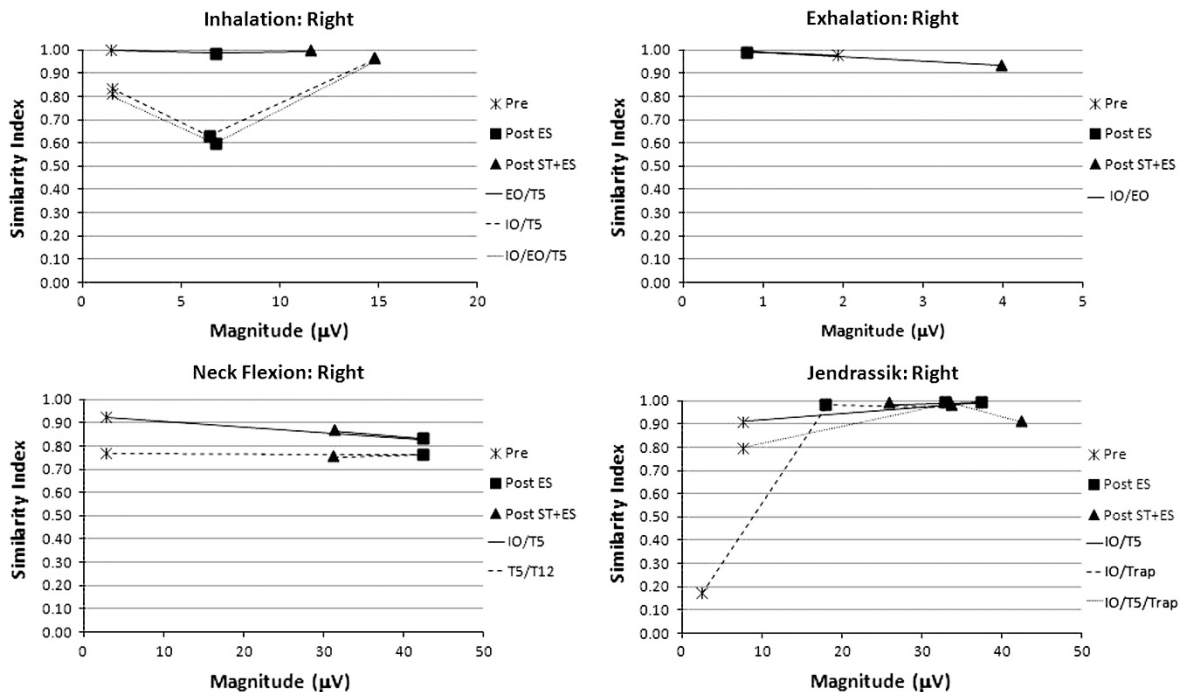 Inhalation: Right
Similarity Index
1.00
0.90
0.80
0.70
0.60
0.50
0.40
0.30
0.20
0.10
0.00
0 5 10 15 20
Magnitude (µV)
Pre
Post ES
Post ST+ES
EO/T5
IO/T5
IO/EO/T5
Exhalation: Right
Similarity Index
1.00
0.90
0.80
0.70
0.60
0.50
0.40
0.30
0.20
0.10
0.00
0 1 2 3 4 5
Magnitude (µV)
Pre
Post ES
Post ST+ES
IO/EO
Neck Flexion: Right
Similarity Index
1.00
0.90
0.80
0.70
0.60
0.50
0.40
0.30
0.20
0.10
0.00
0 10 20 30 40 50
Magnitude (µV)
Pre
Post ES
Post ST+ES
IO/T5
T5/T12
Jendrassik: Right
Similarity Index
1.00
0.90
0.80
0.70
0.60
0.50
0.40
0.30
0.20
0.10
0.00
0 10 20 30 40 50
Magnitude (µV)
Pre
Post ES
Post ST+ES
IO/T5
IO/Trap
IO/T5/Trap